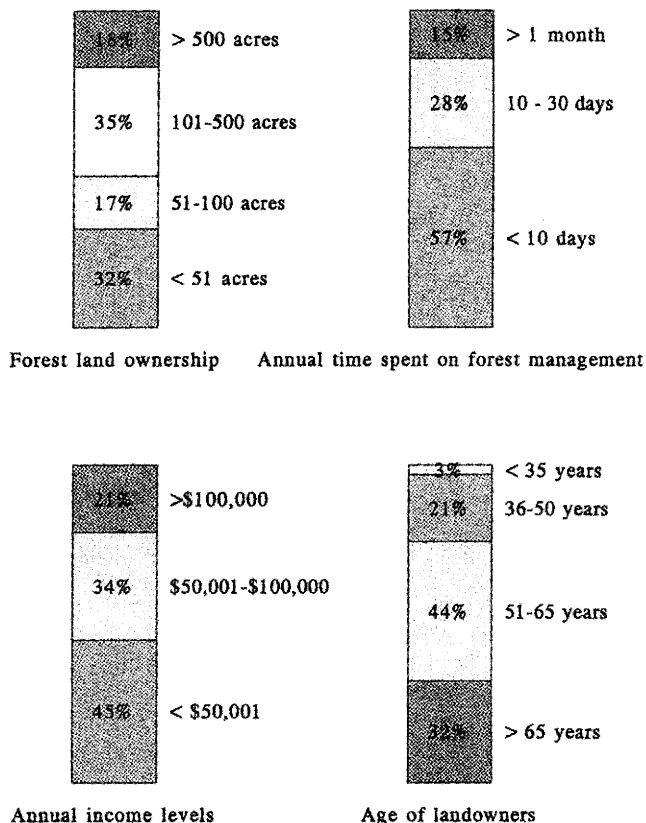 18% > 500 acres
35% 101-500 acres
17% 51-100 acres
32% < 51 acres
Forest land ownership
15% > 1 month
28% 10 - 30 days
57% < 10 days
Annual time spent on forest management
21% >$100,000
34% $50,001-$100,000
45% < $50,001
Annual income levels
3% < 35 years
21% 36-50 years
44% 51-65 years
32% > 65 years
Age of landowners